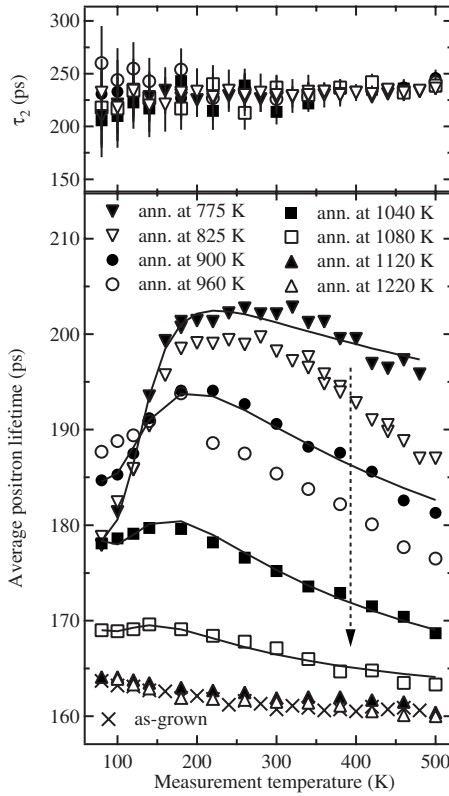 300
250
200
150
τ2 (ps)
ann. at 775 K
ann. at 825 K
ann. at 900 K
ann. at 960 K
ann. at 1040 K
ann. at 1080 K
ann. at 1120 K
ann. at 1220 K
210
200
190
180
170
160
Average positron lifetime (ps)
as-grown
100
200
300
400
500
Measurement temperature (K)